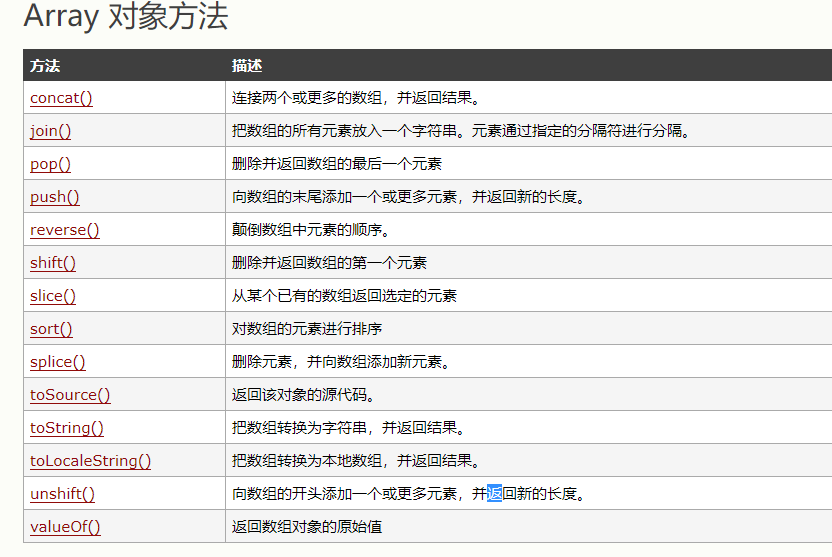 Array 对象方法
方法 描述
concat() 连接两个或更多的数组，并返回结果。
join() 把数组的所有元素放入一个字符串。元素通过指定的分隔符进行分隔。
pop() 删除并返回数组的最后一个元素
push() 向数组的末尾添加一个或更多元素，并返回新的长度。
reverse() 颠倒数组中元素的顺序。
shift() 删除并返回数组的第一个元素
slice() 从某个已有的数组返回选定的元素
sort() 对数组的元素进行排序
splice() 删除元素，并向数组添加新元素。
toSource() 返回该对象的源代码。
toString() 把数组转换为字符串，并返回结果。
toLocaleString() 把数组转换为本地数组，并返回结果。
unshift() 向数组的开头添加一个或更多元素，并返回新的长度。
valueOf() 返回数组对象的原始值